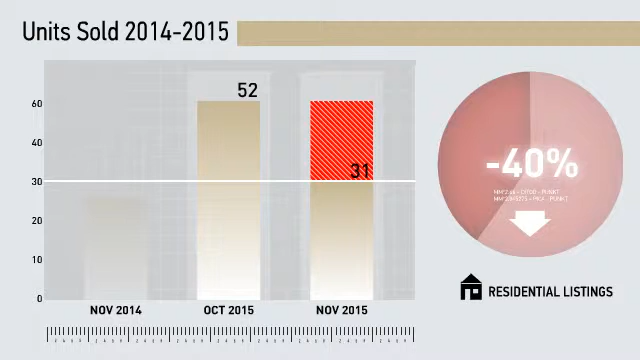 Units Sold 2014-2015
60
40
30
20
10
0
52
31
NOV 2014
OCT 2015
NOV 2015
-40%
RESIDENTIAL LISTINGS